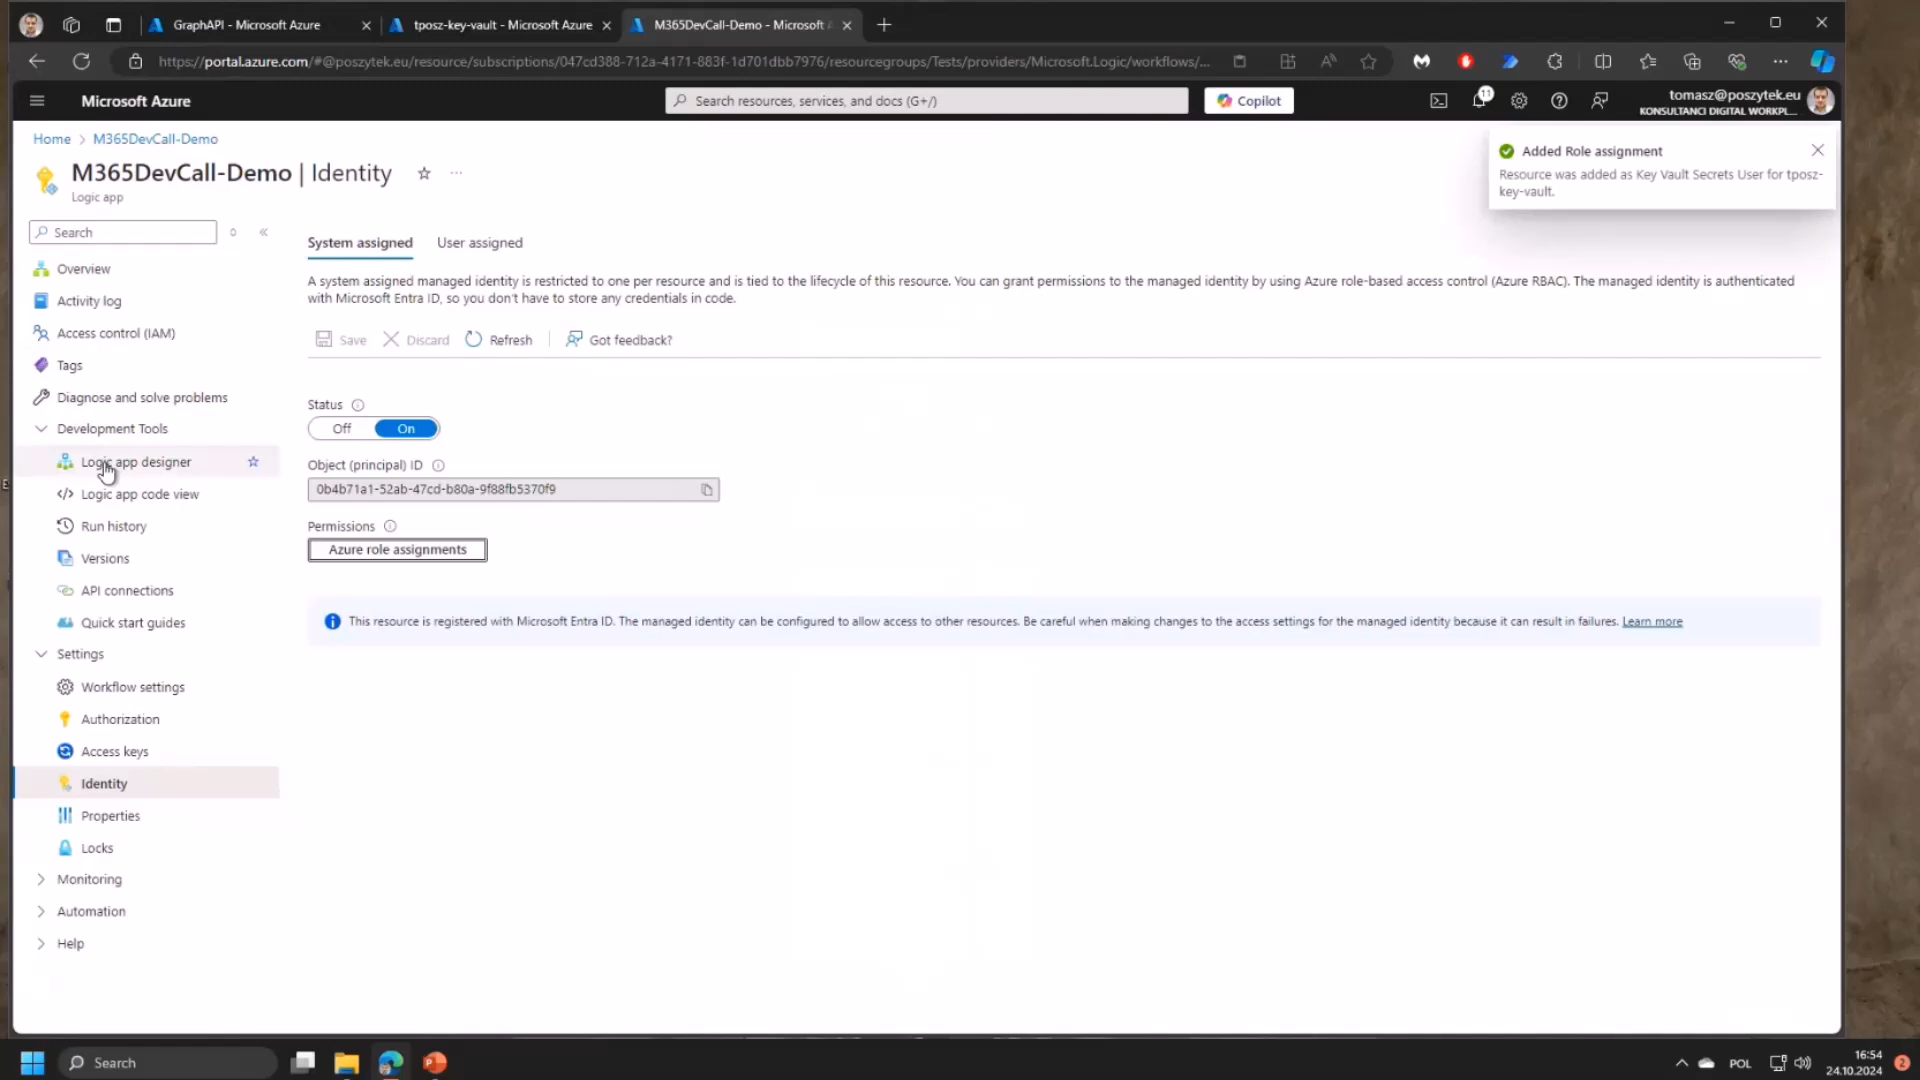 GraphAPI - Microsoft Azure
tposz-key-vault - Microsoft Azure
M365DevCall-Demo - Microsoft
https://portal.azure.com/#@poszytek.eu/resource/subscriptions/047cd388-712a-4171-883f-1d701dbb7976/resourcegroups/Tests/providers/Microsoft.Logic/workflows/...
Microsoft Azure
Search resources, services, and docs (G+/)
Copilot
11
tomasz@poszytek.eu
KONSULTANCI DIGITAL WORKPL...
Home > M365DevCall-Demo
M365DevCall-Demo | Identity
Logic app
Added Role assignment
Resource was added as Key Vault Secrets User for tposz-
key-vault.
Search
Overview
Activity log
Access control (IAM)
Tags
Diagnose and solve problems
Development Tools
Logic app designer
Logic app code view
Run history
Versions
API connections
Quick start guides
Settings
Workflow settings
Authorization
Access keys
Identity
Properties
Locks
Monitoring
Automation
Help
System assigned
User assigned
A system assigned managed identity is restricted to one per resource and is tied to the lifecycle of this resource. You can grant permissions to the managed identity by using Azure role-based access control (Azure RBAC). The managed identity is authenticated
with Microsoft Entra ID, so you don't have to store any credentials in code.
Save
Discard
Refresh
Got feedback?
Status
Off
On
Object (principal) ID
0b4b71a1-52ab-47cd-b80a-9f88fb5370f9
Permissions
Azure role assignments
This resource is registered with Microsoft Entra ID. The managed identity can be configured to allow access to other resources. Be careful when making changes to the access settings for the managed identity because it can result in failures. Learn more
Search
POL
16:54
24.10.2024
2